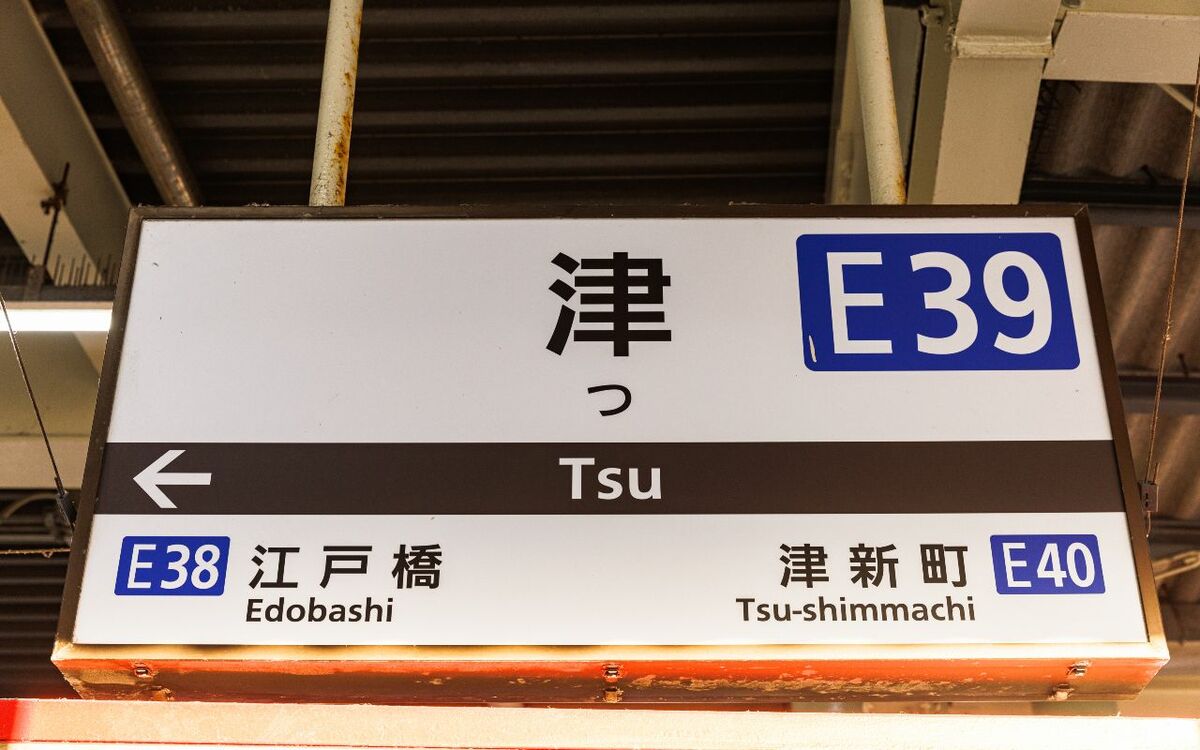 津
E39
つ
← Tsu
E38 江戸橋
Edobashi
津新町 E40
Tsu-shimmachi